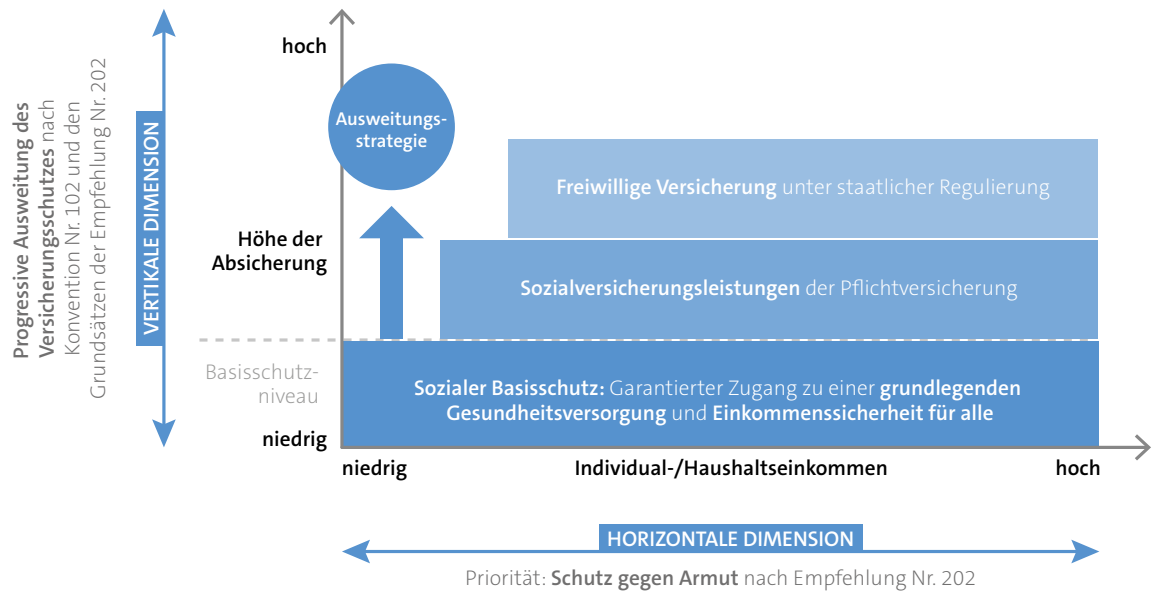 Progressive Ausweitung des
Versicherungsschutzes nach
Konvention Nr. 102 und den
Grundsätzen der Empfehlung Nr. 202
VERTIKALE DIMENSION
hoch
Ausweitungs-
strategie
Höhe der
Absicherung
Basisschutz-
niveau
niedrig
Freiwillige Versicherung unter staatlicher Regulierung
Sozialversicherungsleistungen der Pflichtversicherung
Sozialer Basisschutz: Garantierter Zugang zu einer grundlegenden
Gesundheitsversorgung und Einkommenssicherheit für alle
niedrig
Individual-/Haushaltseinkommen
hoch
HORIZONTALE DIMENSION
Priorität: Schutz gegen Armut nach Empfehlung Nr. 202